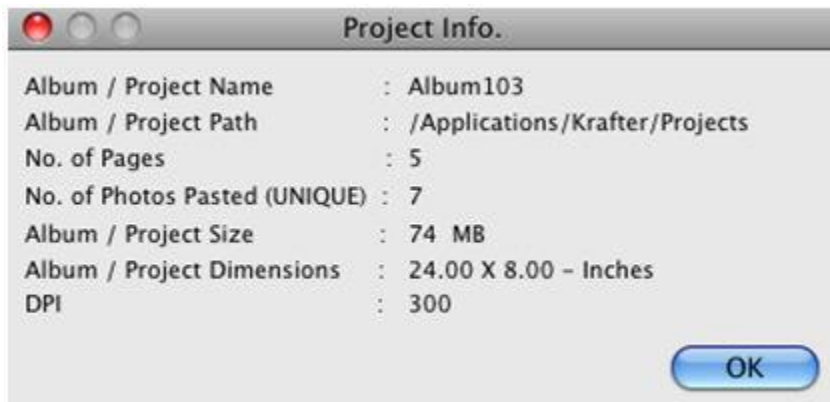 Project Info.
Album / Project Name : Album103
Album / Project Path : /Applications/Krafter/Projects
No. of Pages : 5
No. of Photos Pasted (UNIQUE) : 7
Album / Project Size : 74 MB
Album / Project Dimensions : 24.00 X 8.00 – Inches
DPI : 300
OK